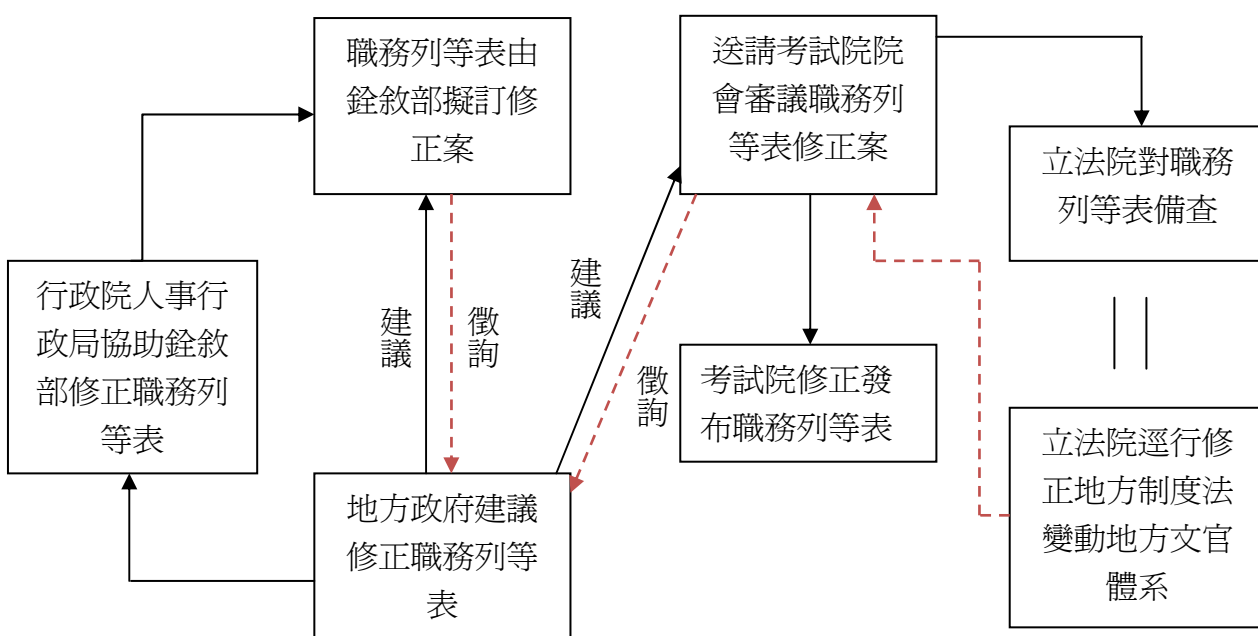 職務列等表由
銓敘部擬訂修
正案
送請考試院院
會審議職務列
等表修正案
立法院對職務
列等表備查
行政院人事行
政局協助銓敘
部修正職務列
等表
建議
徵詢
建議
徵詢
考試院修正發
布職務列等表
地方政府建議
修正職務列等
表
立法院逕行修
正地方制度法
變動地方文官
體系